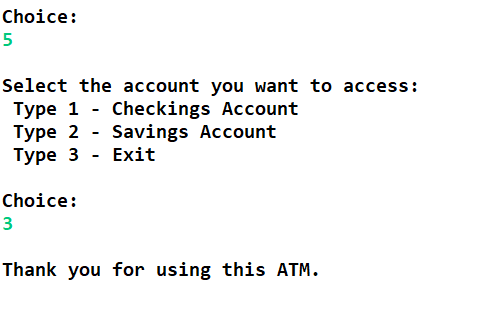 Choice:
5
Select the account you want to access:
Type 1 - Checkings Account
Type 2 - Savings Account
Type 3 - Exit
Choice:
3
Thank you for using this ATM.